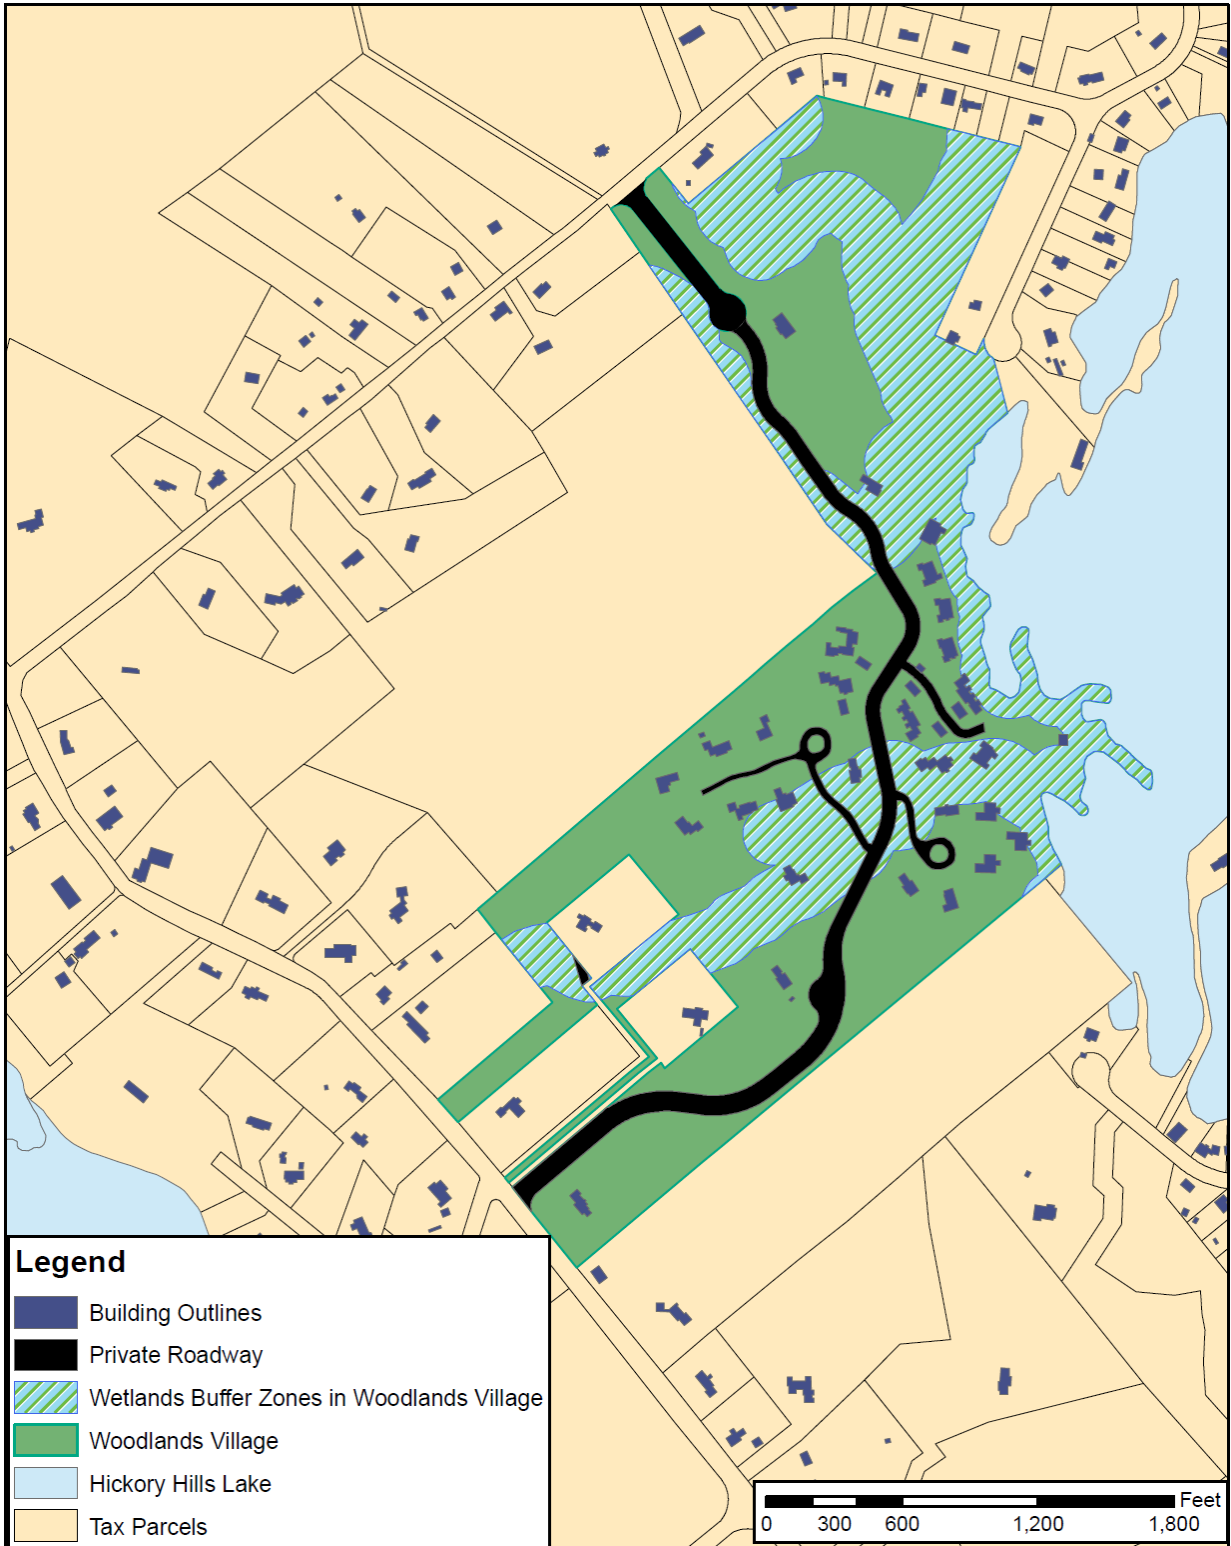 Legend
Building Outlines
Private Roadway
Wetlands Buffer Zones in Woodlands Village
Woodlands Village
Hickory Hills Lake
Tax Parcels
Feet
0 300 600 1,200 1,800